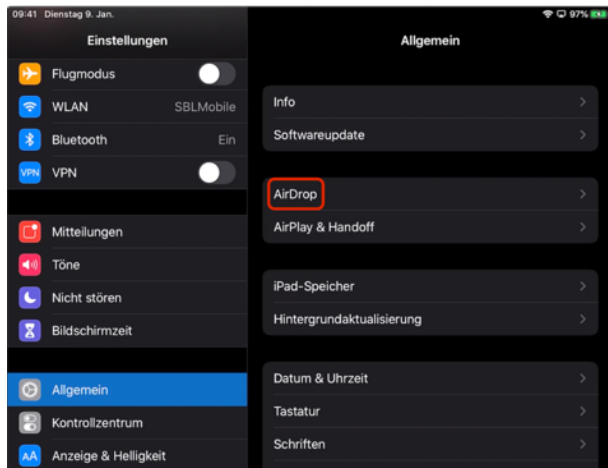 09:41 Dienstag 9. Jan.
97%
Einstellungen
Flugmodus
WLAN SBLMobile
Bluetooth Ein
VPN VPN
Mitteilungen
Töne
Nicht stören
Bildschirmzeit
Allgemein
Kontrollzentrum
AA Anzeige & Helligkeit
Allgemein
Info
Softwareupdate
AirDrop
AirPlay & Handoff
iPad-Speicher
Hintergrundaktualisierung
Datum & Uhrzeit
Tastatur
Schriften